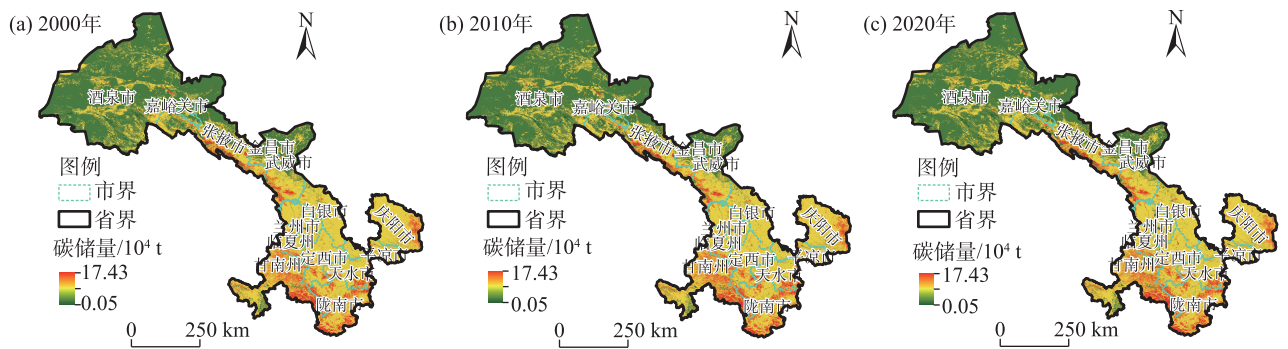 (a) 2000年
N
酒泉市
嘉峪关市
张掖市
金昌市
武威市
图例
市界
省界
碳储量/10⁴ t
17.43
0.05
白银市
兰州市
临夏州
定西市
甘南州
天水市
陇南市
庆阳市
0 250 km
(b) 2010年
N
酒泉市
嘉峪关市
张掖市
金昌市
武威市
图例
市界
省界
碳储量/10⁴ t
17.43
0.05
白银市
兰州市
临夏州
定西市
甘南州
天水市
陇南市
庆阳市
0 250 km
(c) 2020年
N
酒泉市
嘉峪关市
张掖市
金昌市
武威市
图例
市界
省界
碳储量/10⁴ t
17.43
0.05
白银市
兰州市
临夏州
定西市
甘南州
天水市
陇南市
庆阳市
0 250 km